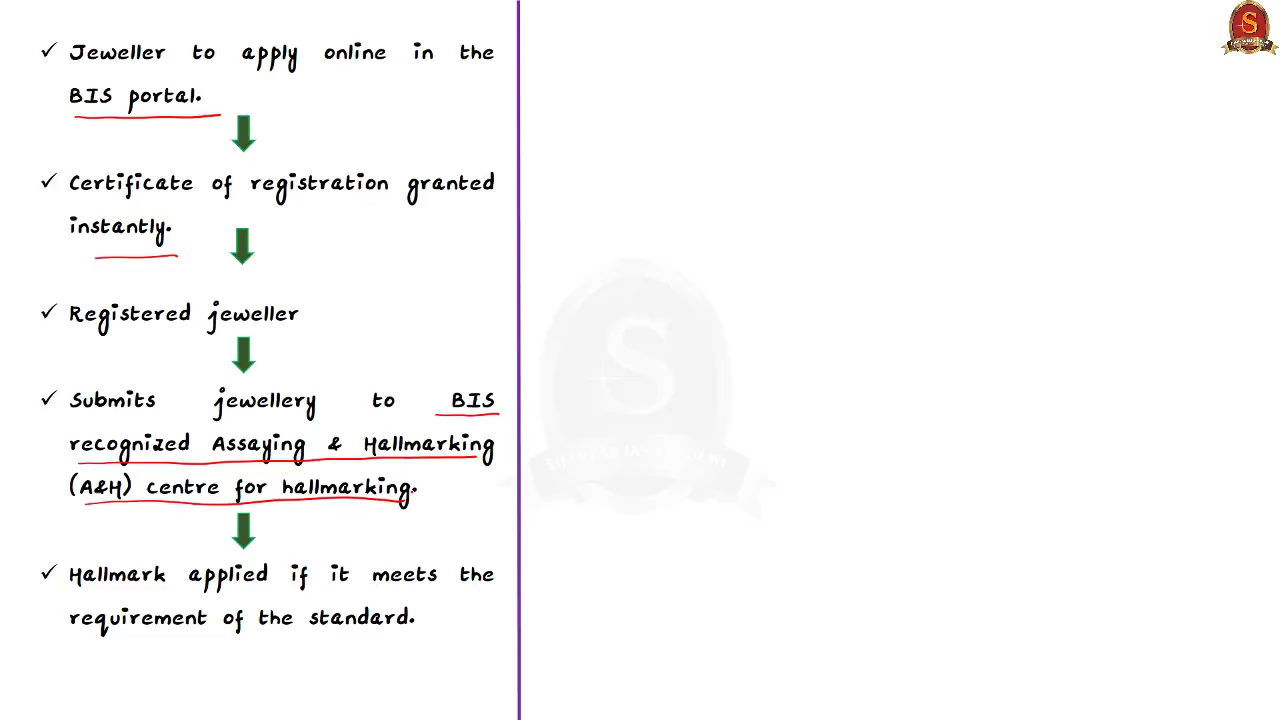 ✓ Jeweller to apply online in the
BIS portal.
✓ Certificate of registration granted
instantly.
✓ Registered jeweller
✓ Submits jewellery to BIS
recognized Assaying & Hallmarking
(A&H) centre for hallmarking.
✓ Hallmark applied if it meets the
requirement of the standard.
S
S